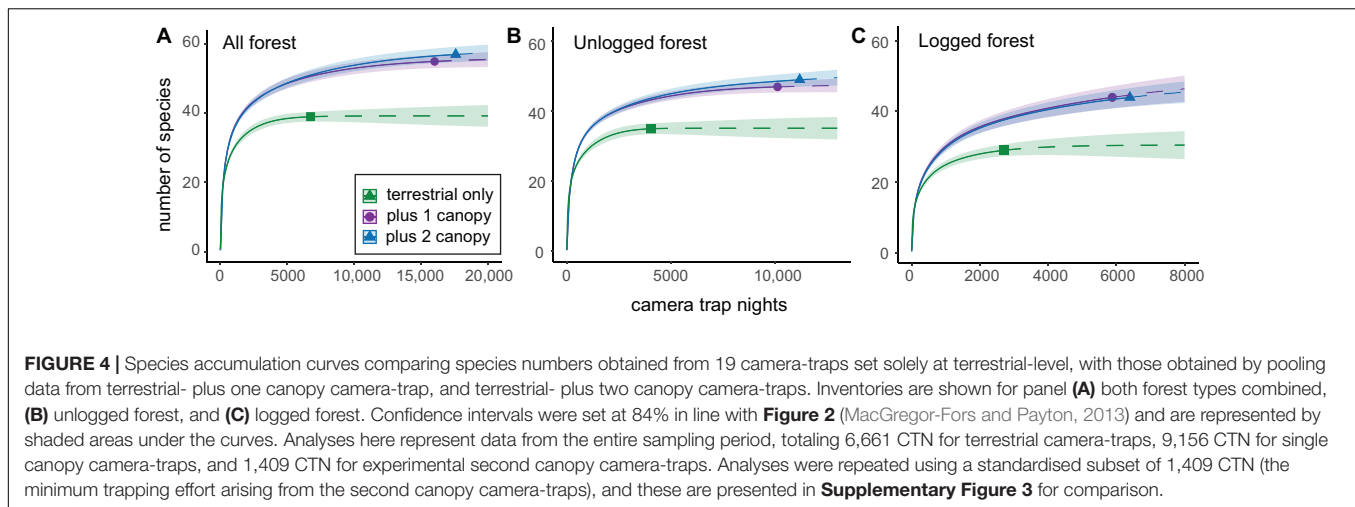 A All forest
B Unlogged forest
C Logged forest
number of species
60
40
20
0
0 5000 10,000 15,000 20,000
terrestrial only
plus 1 canopy
plus 2 canopy
60
40
20
0
0 5000 10,000
60
40
20
0
0 2000 4000 6000 8000
camera trap nights
FIGURE 4 | Species accumulation curves comparing species numbers obtained from 19 camera-traps set solely at terrestrial-level, with those obtained by pooling
data from terrestrial- plus one canopy camera-trap, and terrestrial- plus two canopy camera-traps. Inventories are shown for panel (A) both forest types combined,
(B) unlogged forest, and (C) logged forest. Confidence intervals were set at 84% in line with Figure 2 (MacGregor-Fors and Payton, 2013) and are represented by
shaded areas under the curves. Analyses here represent data from the entire sampling period, totaling 6,661 CTN for terrestrial camera-traps, 9,156 CTN for single
canopy camera-traps, and 1,409 CTN for experimental second canopy camera-traps. Analyses were repeated using a standardised subset of 1,409 CTN (the
minimum trapping effort arising from the second canopy camera-traps), and these are presented in Supplementary Figure 3 for comparison.